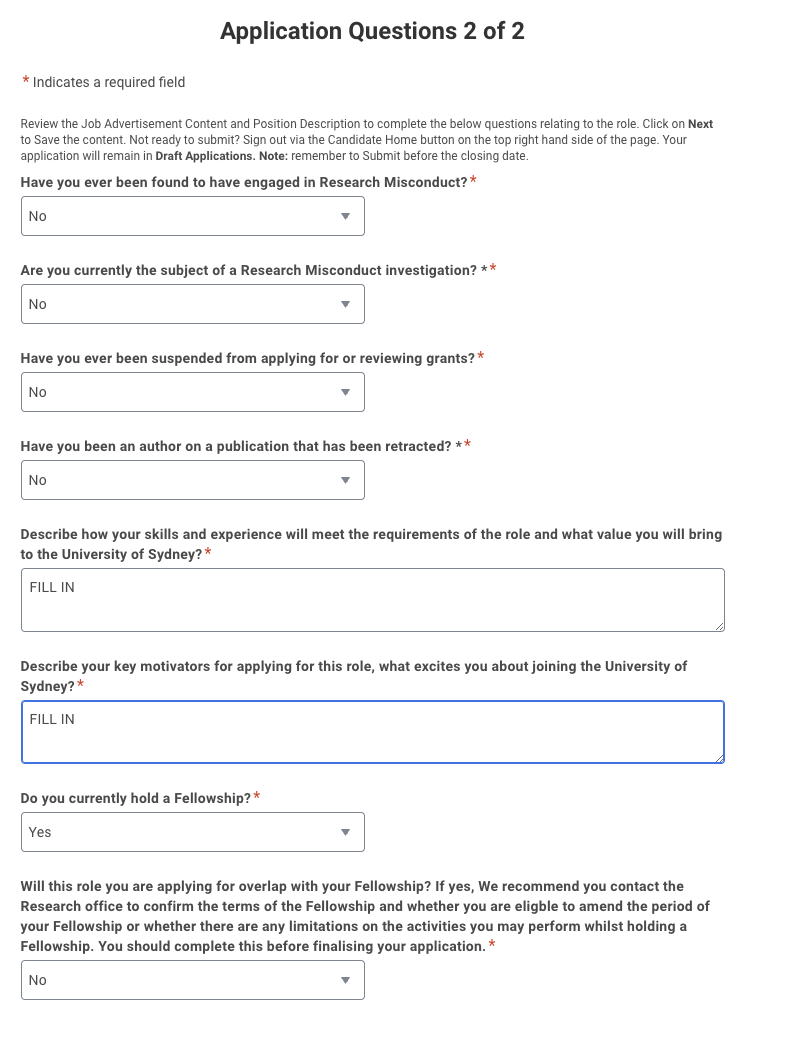 Application Questions 2 of 2
* Indicates a required field
Review the Job Advertisement Content and Position Description to complete the below questions relating to the role. Click on Next
to Save the content. Not ready to submit? Sign out via the Candidate Home button on the top right hand side of the page. Your
application will remain in Draft Applications. Note: remember to Submit before the closing date.
Have you ever been found to have engaged in Research Misconduct? *
No
Are you currently the subject of a Research Misconduct investigation? * *
No
Have you ever been suspended from applying for or reviewing grants? *
No
Have you been an author on a publication that has been retracted? * *
No
Describe how your skills and experience will meet the requirements of the role and what value you will bring
to the University of Sydney? *
FILL IN
Describe your key motivators for applying for this role, what excites you about joining the University of
Sydney? *
FILL IN
Do you currently hold a Fellowship? *
Yes
Will this role you are applying for overlap with your Fellowship? If yes, We recommend you contact the
Research office to confirm the terms of the Fellowship and whether you are eligble to amend the period of
your Fellowship or whether there are any limitations on the activities you may perform whilst holding a
Fellowship. You should complete this before finalising your application. *
No